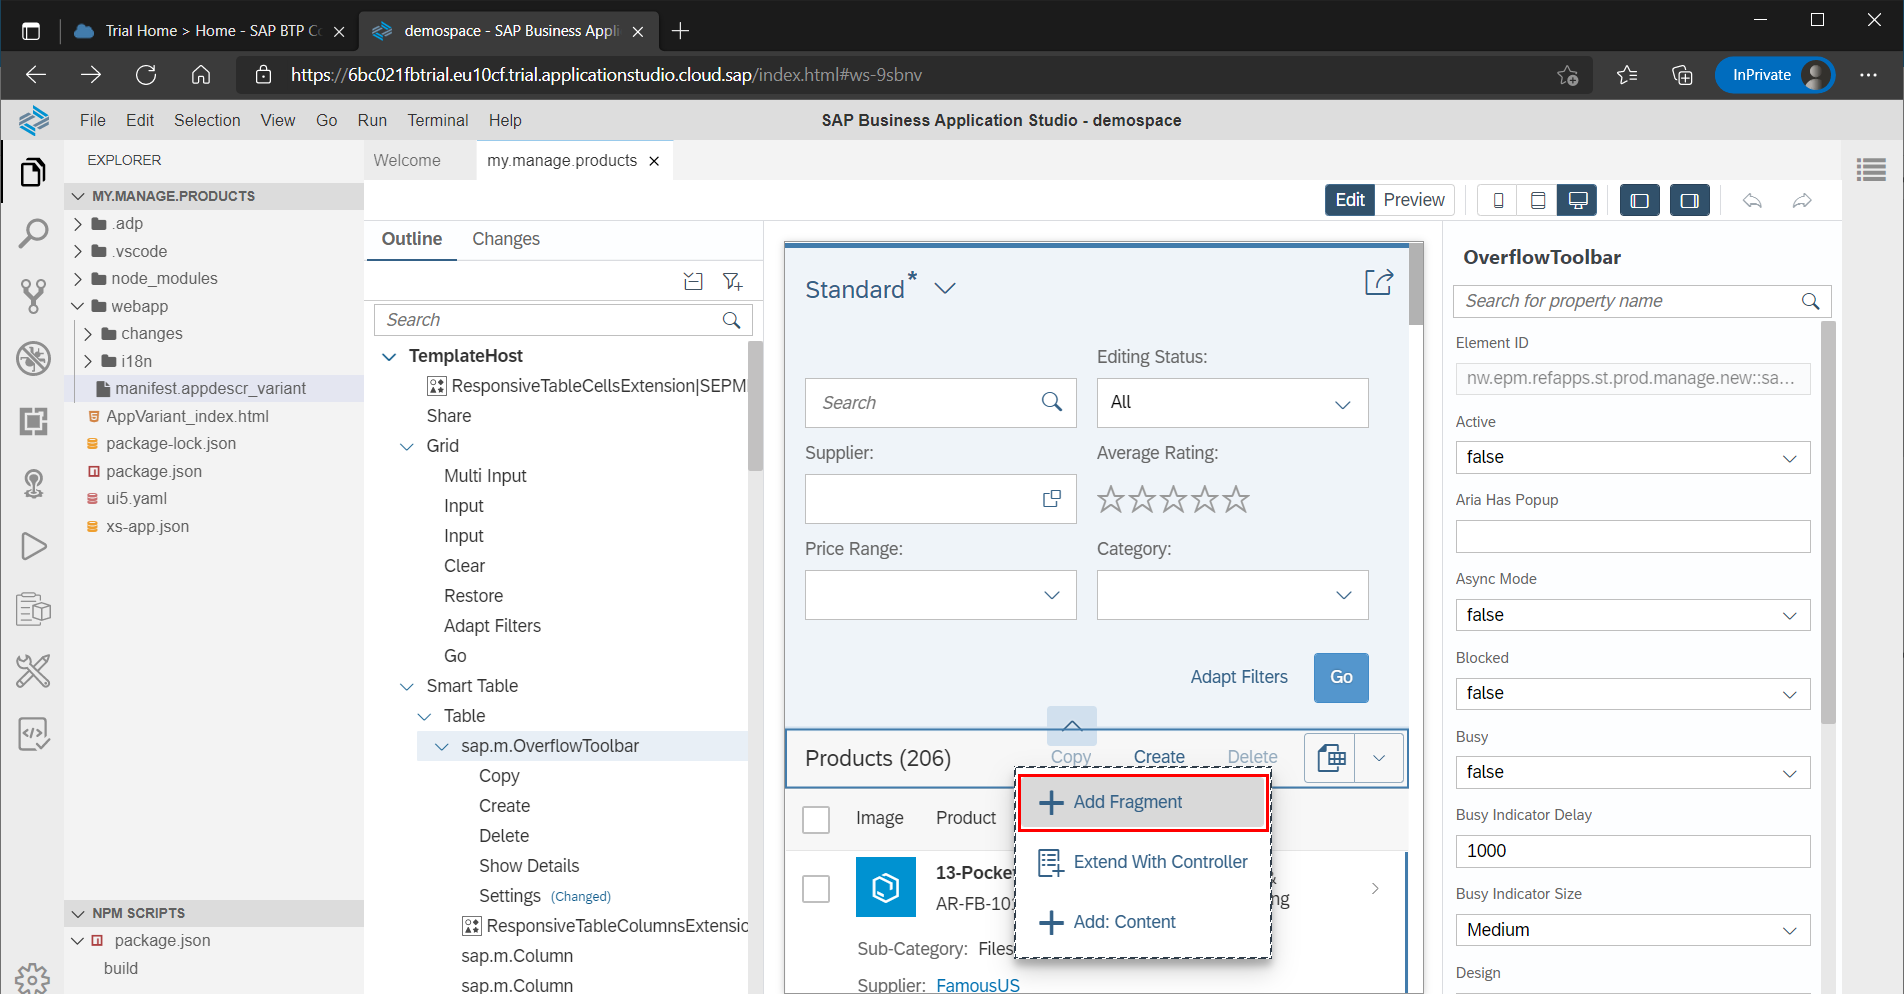 Trial Home > Home - SAP BTP Co
demospace - SAP Business Appli
https://6bc021fbtrial.eu10cf.trial.applicationstudio.cloud.sap/index.html#ws-9sbnv
InPrivate
File Edit Selection View Go Run Terminal Help
SAP Business Application Studio - demospace
EXPLORER
MY.MANAGE.PRODUCTS
.adp
.vscode
node_modules
webapp
changes
i18n
manifest.appdescr_variant
AppVariant_index.html
package-lock.json
package.json
ui5.yaml
xs-app.json
NPM SCRIPTS
package.json
build
Welcome
my.manage.products
Edit Preview
Outline Changes
Search
TemplateHost
ResponsiveTableCellsExtension|SEPM
Share
Grid
Multi Input
Input
Input
Clear
Restore
Adapt Filters
Go
Smart Table
Table
sap.m.OverflowToolbar
Copy
Create
Delete
Show Details
Settings (Changed)
ResponsiveTableColumnsExtensio
sap.m.Column
sap.m.Column
Standard*
Editing Status:
Search
All
Supplier:
Average Rating:
Price Range:
Category:
Adapt Filters
Go
Products (206)
Copy Create Delete
Image Product
Add Fragment
Extend With Controller
Add: Content
13-Pocke
&
AR-FB-10
ng
Sub-Category: Files
Supplier: FamousUS
OverflowToolbar
Search for property name
Element ID
nw.epm.refapps.st.prod.manage.new::sa...
Active
false
Aria Has Popup
Async Mode
false
Blocked
false
Busy
false
Busy Indicator Delay
1000
Busy Indicator Size
Medium
Design